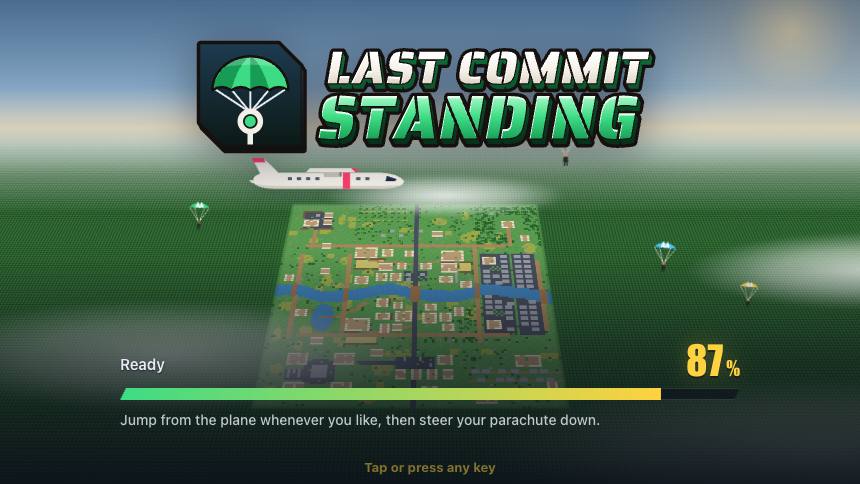 LAST COMMIT
STANDING
Ready
87%
Jump from the plane whenever you like, then steer your parachute down.
Tap or press any key